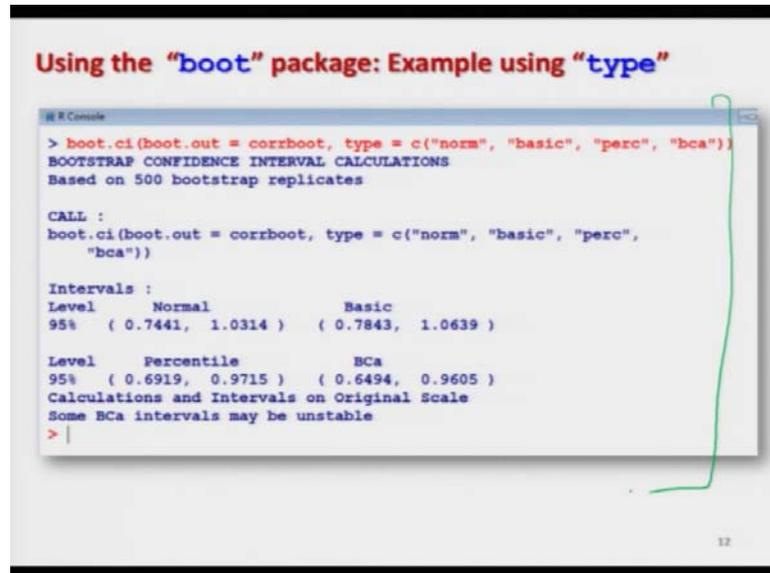 Using the "boot" package: Example using "type"
R Console
> boot.ci(boot.out = corrboot, type = c("norm", "basic", "perc", "bca"))
BOOTSTRAP CONFIDENCE INTERVAL CALCULATIONS
Based on 500 bootstrap replicates
CALL :
boot.ci(boot.out = corrboot, type = c("norm", "basic", "perc",
"bca"))
Intervals :
Level Normal Basic
95% ( 0.7441, 1.0314 ) ( 0.7843, 1.0639 )
Level Percentile BCa
95% ( 0.6919, 0.9715 ) ( 0.6494, 0.9605 )
Calculations and Intervals on Original Scale
Some BCa intervals may be unstable
>
12